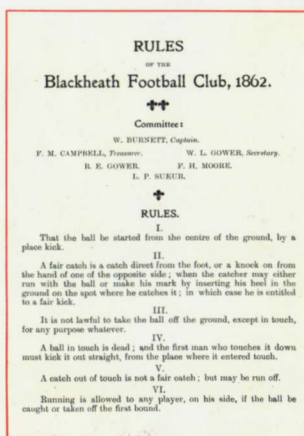 RULES
OF THE
Blackheath Football Club, 1862.
Committee:
W. BURNETT, Captain.
F. M. CAMPBELL, Treasurer. W. L. GOWER, Secretary.
R. E. GOWER. F. H. MOORE.
L. P. SUEUR.
RULES.
I.
That the ball be started from the centre of the ground, by a
place kick.
II.
A fair catch is a catch direct from the foot, or a knock on from
the hand of one of the opposite side; when the catcher may either
run with the ball or make his mark by inserting his heel in the
ground on the spot where he catches it; in which case he is entitled
to a fair kick.
III.
It is not lawful to take the ball off the ground, except in touch,
for any purpose whatever.
IV.
A ball in touch is dead; and the first man who touches it down
must kick it out straight, from the place where it entered touch.
V.
A catch out of touch is not a fair catch; but may be run off.
VI.
Running is allowed to any player, on his side, if the ball be
caught or taken off the first bound.